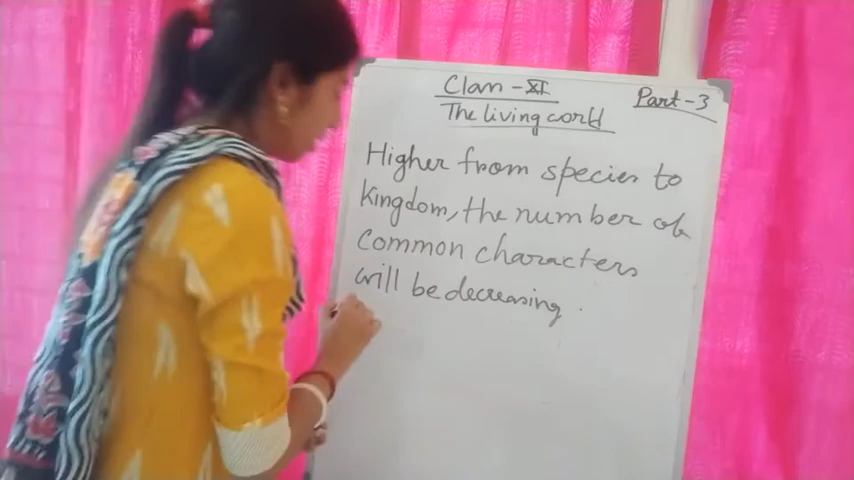 Class - XI
Part - 3
The living world
Higher from species to
kingdom, the number of
common characters
will be decreasing.